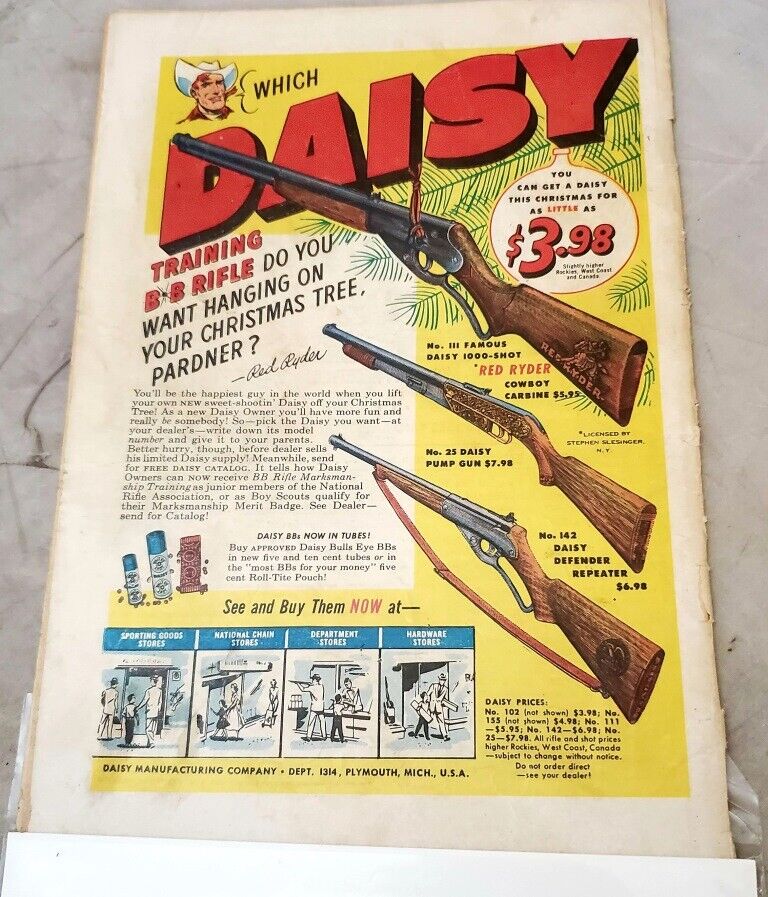 WHICH
DAISY
TRAINING
B•B RIFLE DO YOU
WANT HANGING ON
YOUR CHRISTMAS TREE,
PARDNER?
—Red Ryder
YOU
CAN GET A DAISY
THIS CHRISTMAS FOR
AS LITTLE AS
$3.98
Slightly higher
Rockies, West Coast
and Canada
RED RYDER
No. 111 FAMOUS
DAISY 1000-SHOT
*RED RYDER
COWBOY
CARBINE $5.95
*LICENSED BY
STEPHEN SLESINGER,
N.Y.
You'll be the happiest guy in the world when you lift
your own NEW sweet-shootin' Daisy off your Christmas
Tree! As a new Daisy Owner you'll have more fun and
really be somebody! So—pick the Daisy you want—at
your dealer's—write down its model
number and give it to your parents.
Better hurry, though, before dealer sells
his limited Daisy supply! Meanwhile, send
for FREE DAISY CATALOG. It tells how Daisy
Owners can NOW receive BB Rifle Marksman-
ship Training as junior members of the National
Rifle Association, or as Boy Scouts qualify for
their Marksmanship Merit Badge. See Dealer—
send for Catalog!
No. 25 DAISY
PUMP GUN $7.98
No. 142
DAISY
DEFENDER
REPEATER
$6.98
DAISY BBs NOW IN TUBES!
Buy APPROVED Daisy Bulls Eye BBs
in new five and ten cent tubes or in
the "most BBs for your money" five
cent Roll-Tite Pouch!
See and Buy Them NOW at—
SPORTING GOODS
STORES
NATIONAL CHAIN
STORES
DEPARTMENT
STORES
HARDWARE
STORES
DAISY PRICES:
No. 102 (not shown) $3.98; No.
155 (not shown) $4.98; No. 111
—$5.95; No. 142—$6.98; No.
25—$7.98. All rifle and shot prices
higher Rockies, West Coast, Canada
—subject to change without notice.
Do not order direct
—see your dealer!
DAISY MANUFACTURING COMPANY • DEPT. 1314, PLYMOUTH, MICH., U.S.A.